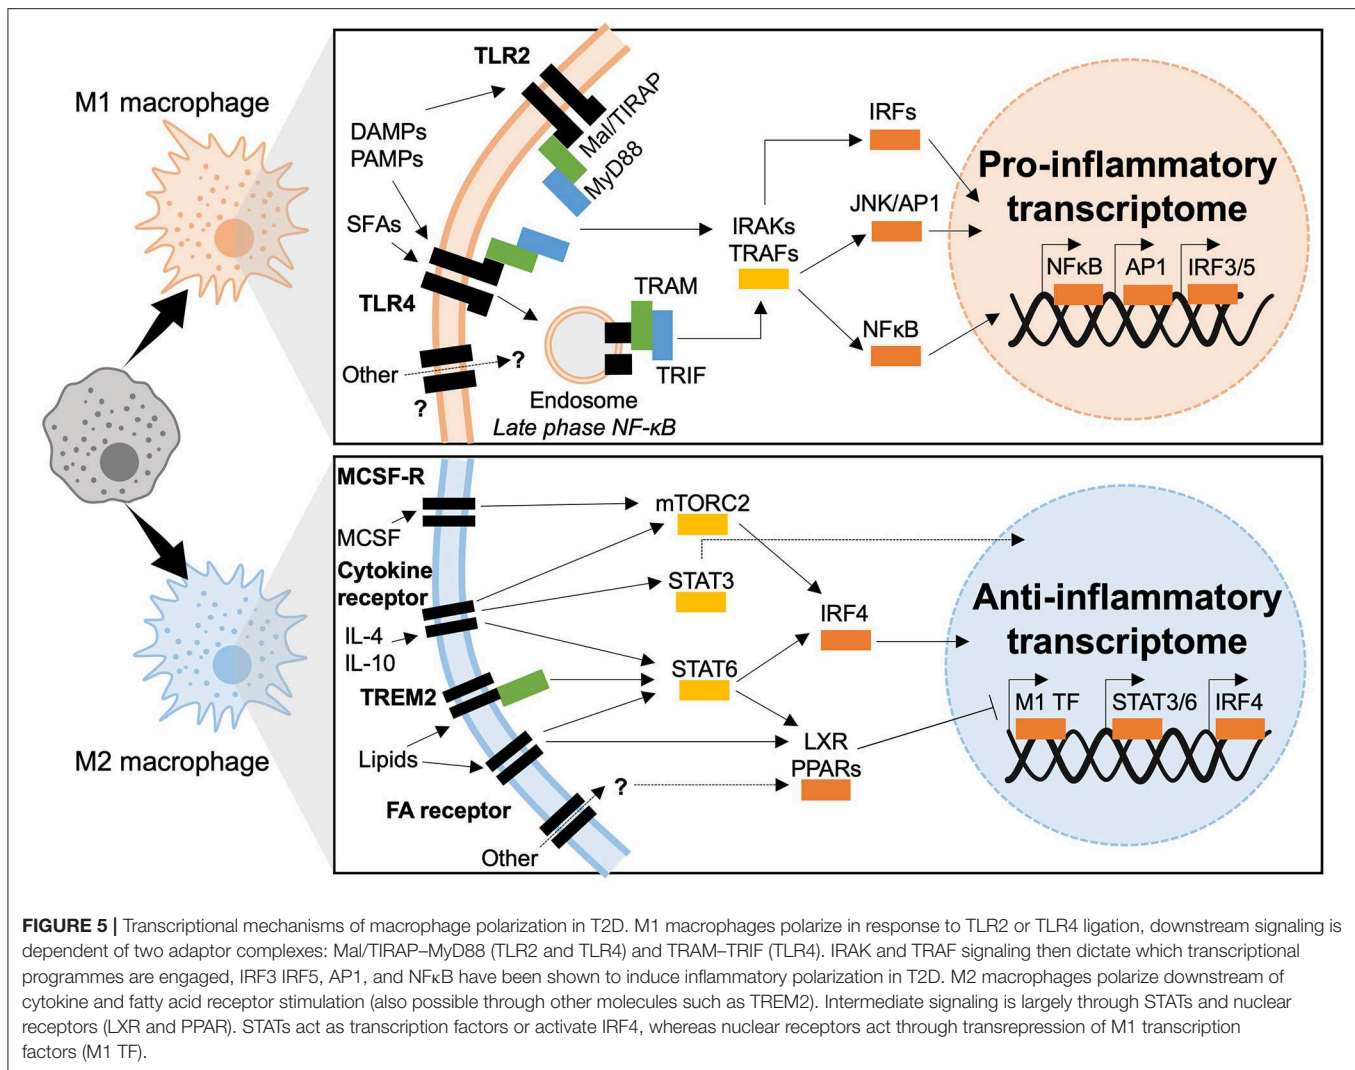 M1 macrophage
M2 macrophage
TLR2
DAMPs
PAMPs
SFAs
TLR4
Other
?
?
Mal/TIRAP
MyD88
TRAM
TRIF
Endosome
Late phase NF-κB
IRAKs
TRAFs
IRFs
JNK/AP1
NFκB
Pro-inflammatory
transcriptome
NFκB
AP1
IRF3/5
MCSF-R
MCSF
Cytokine
receptor
IL-4
IL-10
TREM2
Lipids
FA receptor
Other
?
mTORC2
STAT3
STAT6
IRF4
LXR
PPARs
Anti-inflammatory
transcriptome
M1 TF
STAT3/6
IRF4
FIGURE 5 | Transcriptional mechanisms of macrophage polarization in T2D. M1 macrophages polarize in response to TLR2 or TLR4 ligation, downstream signaling is
dependent of two adaptor complexes: Mal/TIRAP–MyD88 (TLR2 and TLR4) and TRAM–TRIF (TLR4). IRAK and TRAF signaling then dictate which transcriptional
programmes are engaged, IRF3 IRF5, AP1, and NFκB have been shown to induce inflammatory polarization in T2D. M2 macrophages polarize downstream of
cytokine and fatty acid receptor stimulation (also possible through other molecules such as TREM2). Intermediate signaling is largely through STATs and nuclear
receptors (LXR and PPAR). STATs act as transcription factors or activate IRF4, whereas nuclear receptors act through transrepression of M1 transcription
factors (M1 TF).